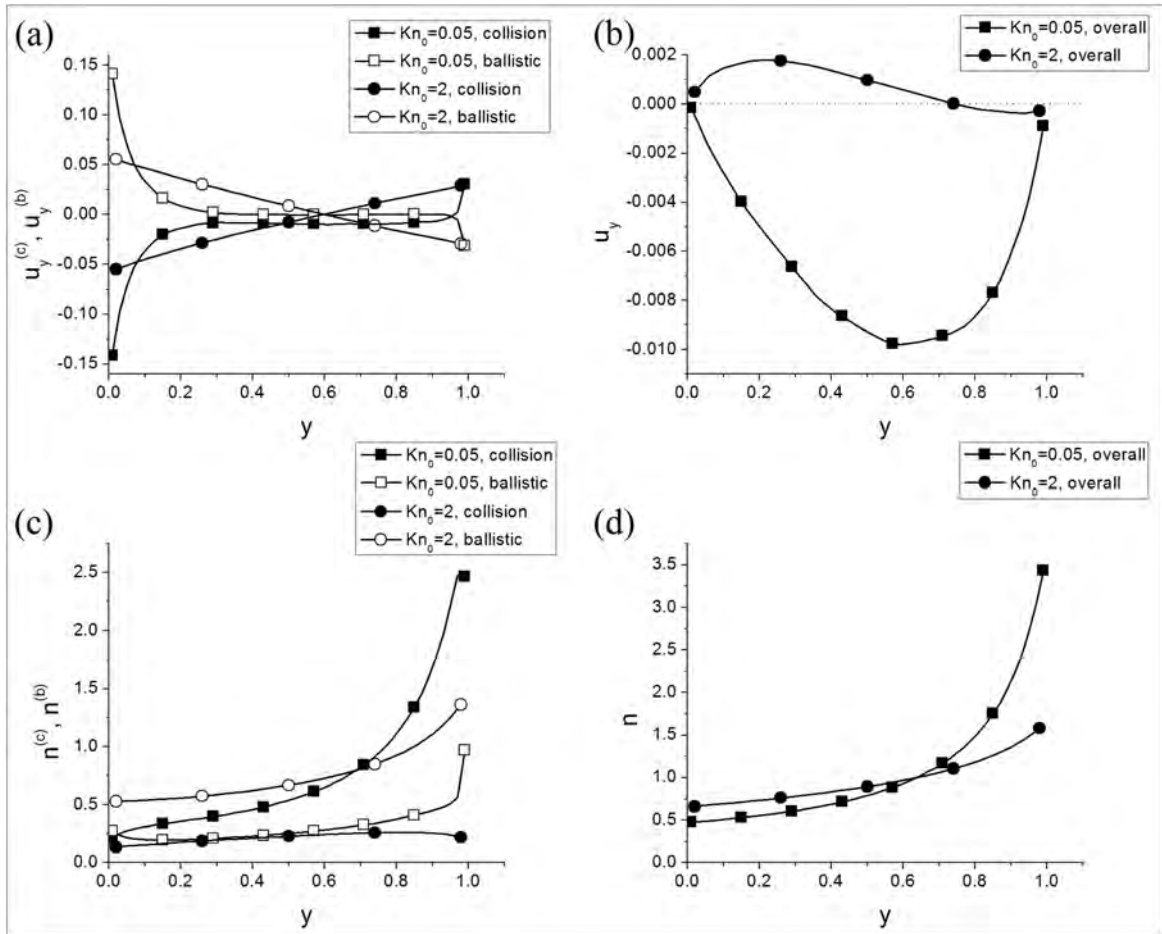 (a)
Kn0=0.05, collision
Kn0=0.05, ballistic
Kn0=2, collision
Kn0=2, ballistic
0.15
0.10
0.05
0.00
-0.05
-0.10
-0.15
uy(c), uy(b)
0.0 0.2 0.4 0.6 0.8 1.0
y
(b)
Kn0=0.05, overall
Kn0=2, overall
0.002
0.000
-0.002
-0.004
-0.006
-0.008
-0.010
uy
0.0 0.2 0.4 0.6 0.8 1.0
y
(c)
Kn0=0.05, collision
Kn0=0.05, ballistic
Kn0=2, collision
Kn0=2, ballistic
2.5
2.0
1.5
1.0
0.5
0.0
n(c), n(b)
0.0 0.2 0.4 0.6 0.8 1.0
y
(d)
Kn0=0.05, overall
Kn0=2, overall
3.5
3.0
2.5
2.0
1.5
1.0
0.5
0.0
n
0.0 0.2 0.4 0.6 0.8 1.0
y